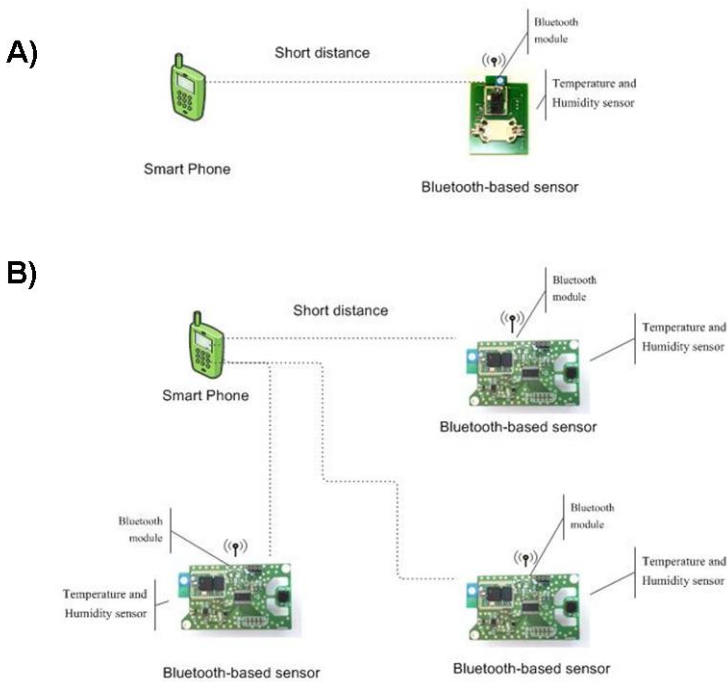 A)
Short distance
Bluetooth
module
Temperature and
Humidity sensor
Smart Phone
Bluetooth-based sensor
B)
Short distance
Bluetooth
module
Temperature and
Humidity sensor
Smart Phone
Bluetooth-based sensor
Bluetooth
module
Temperature and
Humidity sensor
Bluetooth-based sensor
Bluetooth
module
Temperature and
Humidity sensor
Bluetooth-based sensor